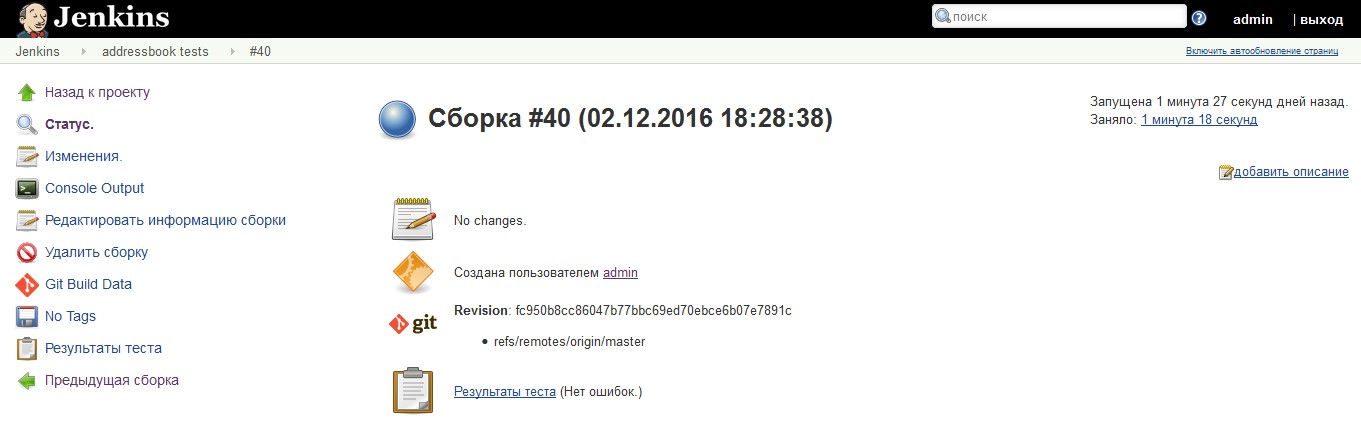 Jenkins
поиск
admin | выход
Jenkins addressbook tests #40
Включить автообновление страниц
Назад к проекту
Статус.
Изменения.
Console Output
Редактировать информацию сборки
Удалить сборку
Git Build Data
No Tags
Результаты теста
Предыдущая сборка
Сборка #40 (02.12.2016 18:28:38)
Запущена 1 минута 27 секунд дней назад.
Заняло: 1 минута 18 секунд
добавить описание
No changes.
Создана пользователем admin
git
Revision: fc950b8cc86047b77bbc69ed70ebce6b07e7891c
refs/remotes/origin/master
Результаты теста (Нет ошибок.)